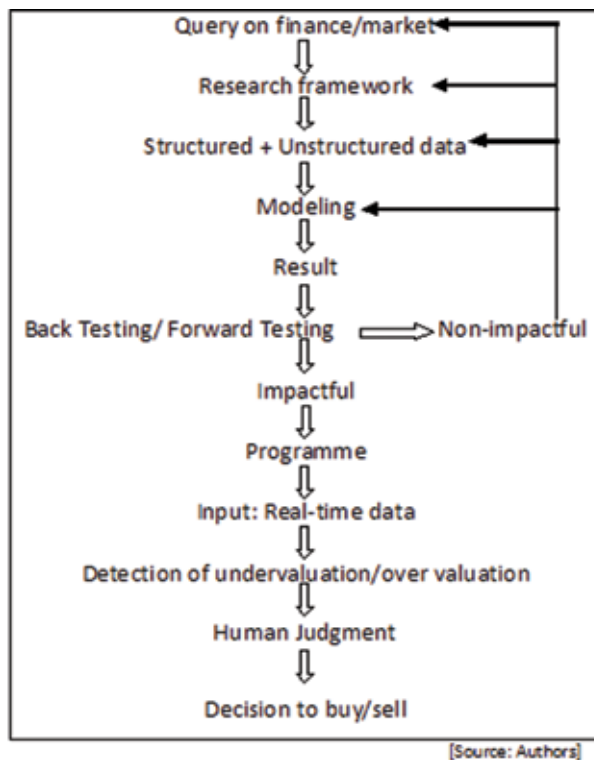 Query on finance/market
Research framework
Structured + Unstructured data
Modeling
Result
Back Testing/ Forward Testing
Non-impactful
Impactful
Programme
Input: Real-time data
Detection of undervaluation/over valuation
Human Judgment
Decision to buy/sell
[Source: Authors]